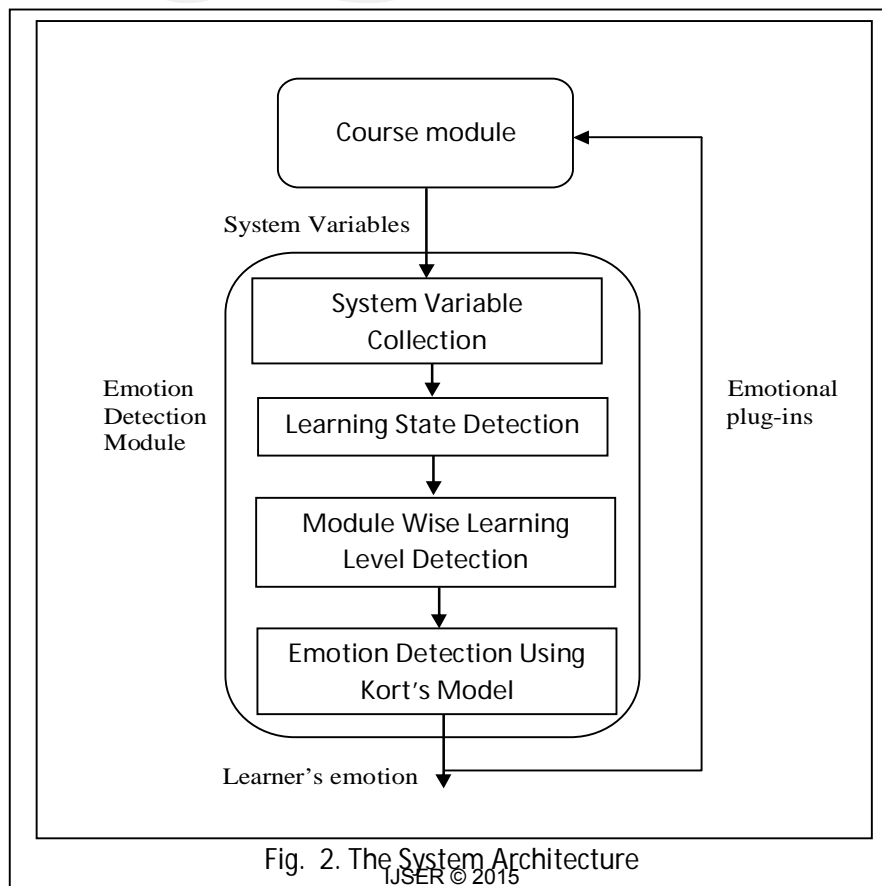 Course module
System Variables
System Variable
Collection
Emotion
Detection
Module
Learning State Detection
Emotional
plug-ins
Module Wise Learning
Level Detection
Emotion Detection Using
Kort's Model
Learner's emotion
Fig. 2. The System Architecture
IJSER © 2015